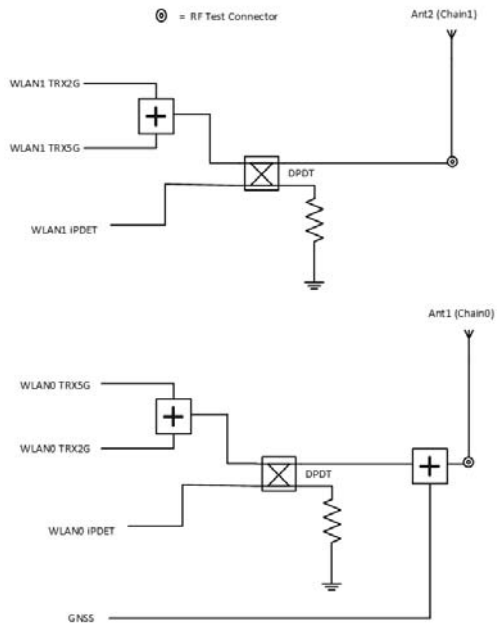 = RF Test Connector
Ant2 (Chain1)
WLAN1 TRX2G
WLAN1 TRX5G
DPDT
WLAN1 iPDET
Ant1 (Chain0)
WLAN0 TRX5G
WLAN0 TRX2G
DPDT
WLAN0 iPDET
GNSS